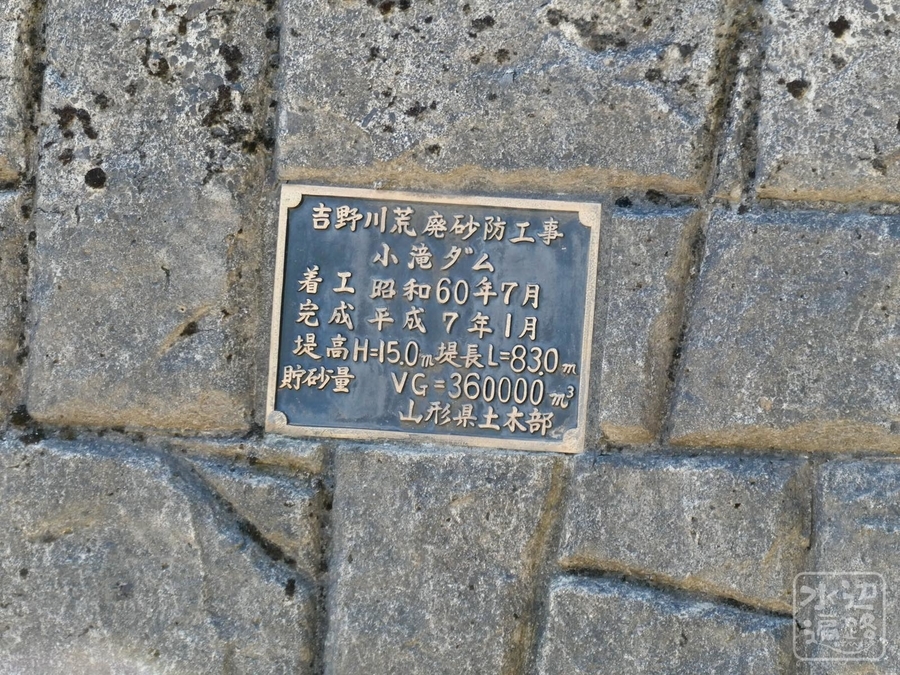 吉野川荒廃砂防工事
小滝ダム
着工 昭和60年7月
完成 平成7年1月
堤高H=15.0m 堤長L=83.0m
貯砂量 VG=360000m³
山形県土木部
水辺遍路